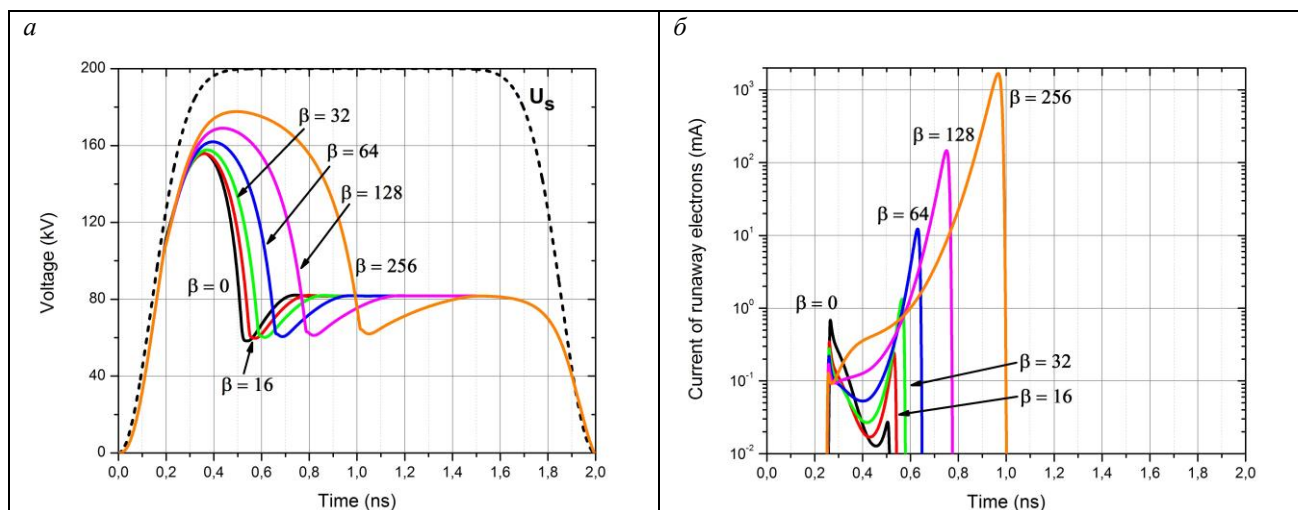 а
200
160
120
80
40
0
Voltage (kV)
0,0 0,2 0,4 0,6 0,8 1,0 1,2 1,4 1,6 1,8 2,0
Time (ns)
Us
β = 32
β = 64
β = 128
β = 256
β = 0
β = 16
б
10³
10²
10¹
10⁰
10⁻¹
10⁻²
Current of runaway electrons (mA)
0,0 0,2 0,4 0,6 0,8 1,0 1,2 1,4 1,6 1,8 2,0
Time (ns)
β = 256
β = 128
β = 64
β = 0
β = 32
β = 16